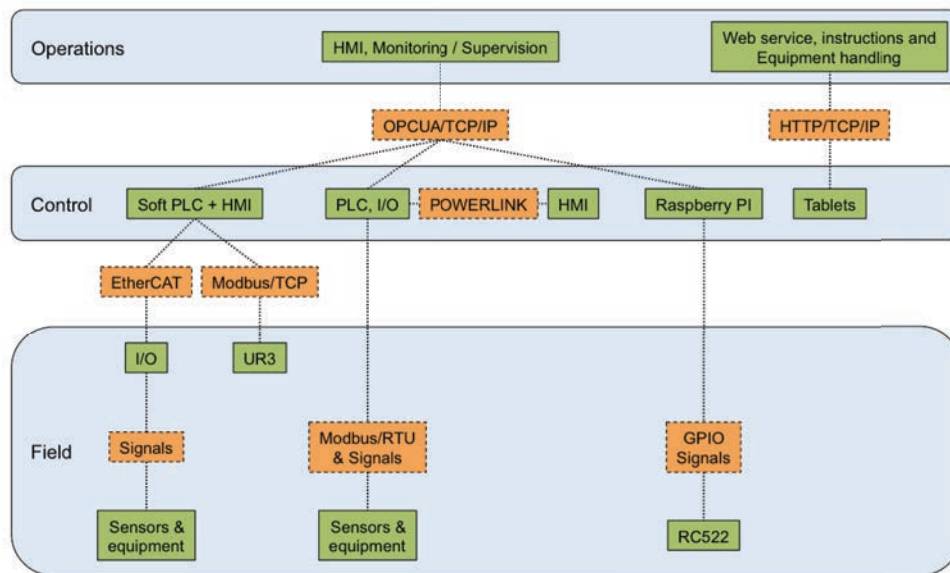 Operations
HMI, Monitoring / Supervision
Web service, instructions and
Equipment handling
OPCUA/TCP/IP
HTTP/TCP/IP
Control
Soft PLC + HMI
PLC, I/O
POWERLINK
HMI
Raspberry PI
Tablets
EtherCAT
Modbus/TCP
I/O
UR3
Field
Signals
Modbus/RTU
& Signals
GPIO
Signals
Sensors &
equipment
Sensors &
equipment
RC522